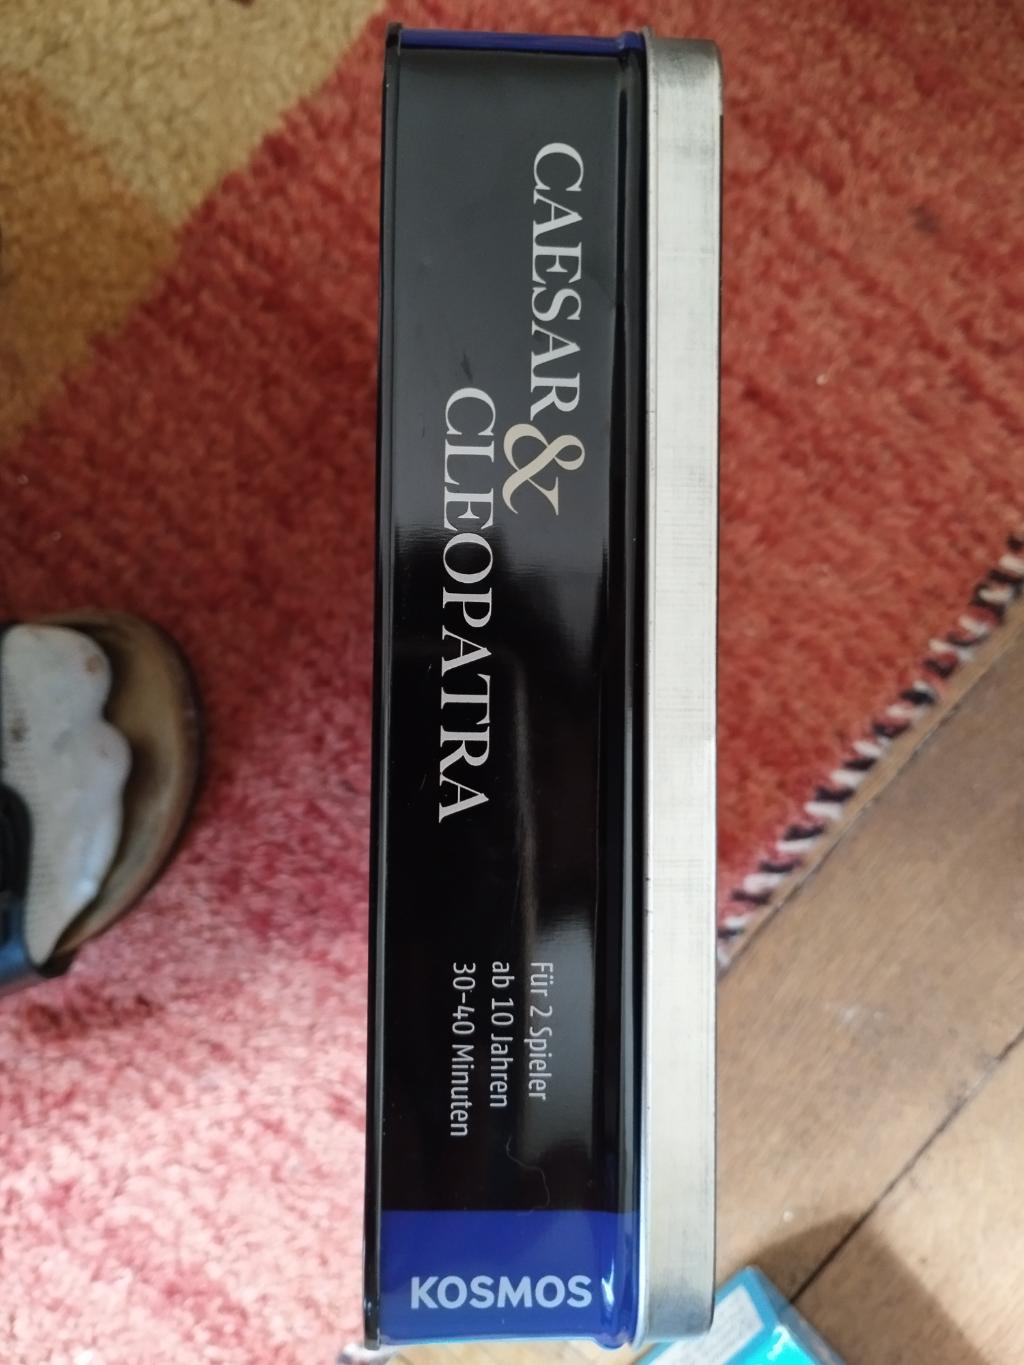 CAESAR
&
CLEOPATRA
Für 2 Spieler
ab 10 Jahren
30-40 Minuten
KOSMOS